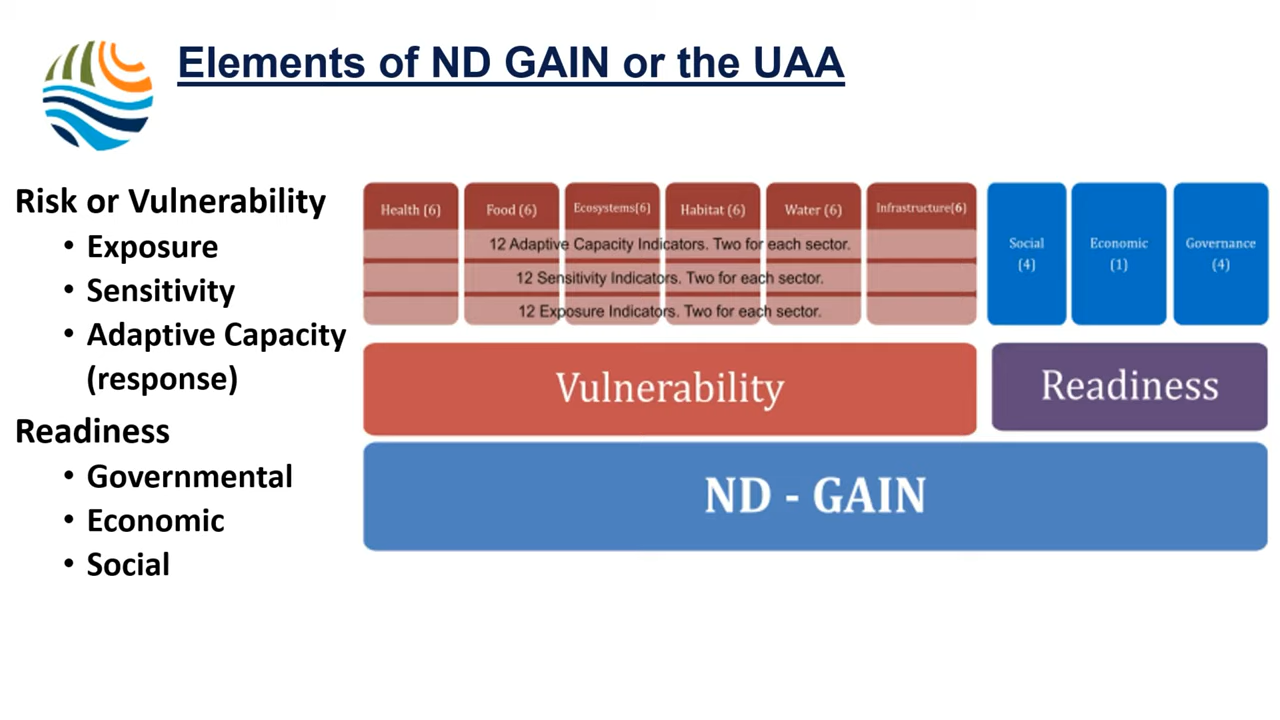 Elements of ND GAIN or the UAA
Risk or Vulnerability
• Exposure
• Sensitivity
• Adaptive Capacity
(response)
Readiness
• Governmental
• Economic
• Social
Health (6)
Food (6)
Ecosystems(6)
Habitat (6)
Water (6)
Infrastructure(6)
12 Adaptive Capacity Indicators. Two for each sector.
12 Sensitivity Indicators. Two for each sector.
12 Exposure Indicators. Two for each sector.
Social
(4)
Economic
(1)
Governance
(4)
Vulnerability
Readiness
ND - GAIN